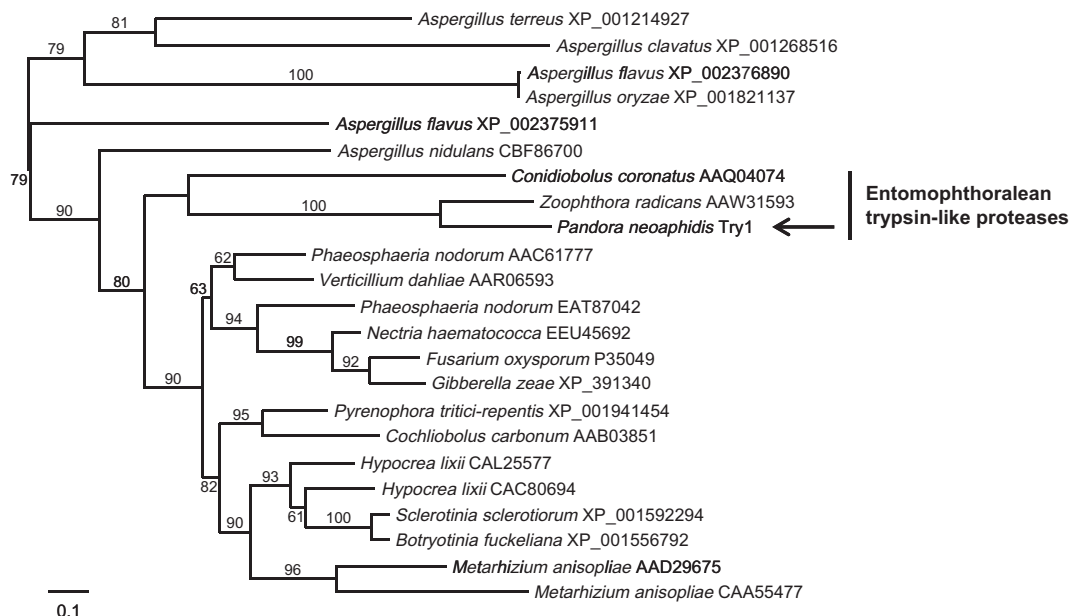 81
Aspergillus terreus XP_001214927
79
Aspergillus clavatus XP_001268516
100
Aspergillus flavus XP_002376890
Aspergillus oryzae XP_001821137
Aspergillus flavus XP_002375911
Aspergillus nidulans CBF86700
79
90
Conidiobolus coronatus AAQ04074
100
Zoophthora radicans AAW31593
Pandora neoaphidis Try1
Entomophthoralean
trypsin-like proteases
62
Phaeosphaeria nodorum AAC61777
Verticillium dahliae AAR06593
80
63
Phaeosphaeria nodorum EAT87042
94
Nectria haematococca EEU45692
99
92
Fusarium oxysporum P35049
Gibberella zeae XP_391340
90
95
Pyrenophora tritici-repentis XP_001941454
Cochliobolus carbonum AAB03851
82
93
Hypocrea lixii CAL25577
Hypocrea lixii CAC80694
61
100
Sclerotinia sclerotiorum XP_001592294
90
Botryotinia fuckeliana XP_001556792
96
Metarhizium anisopliae AAD29675
Metarhizium anisopliae CAA55477
0.1